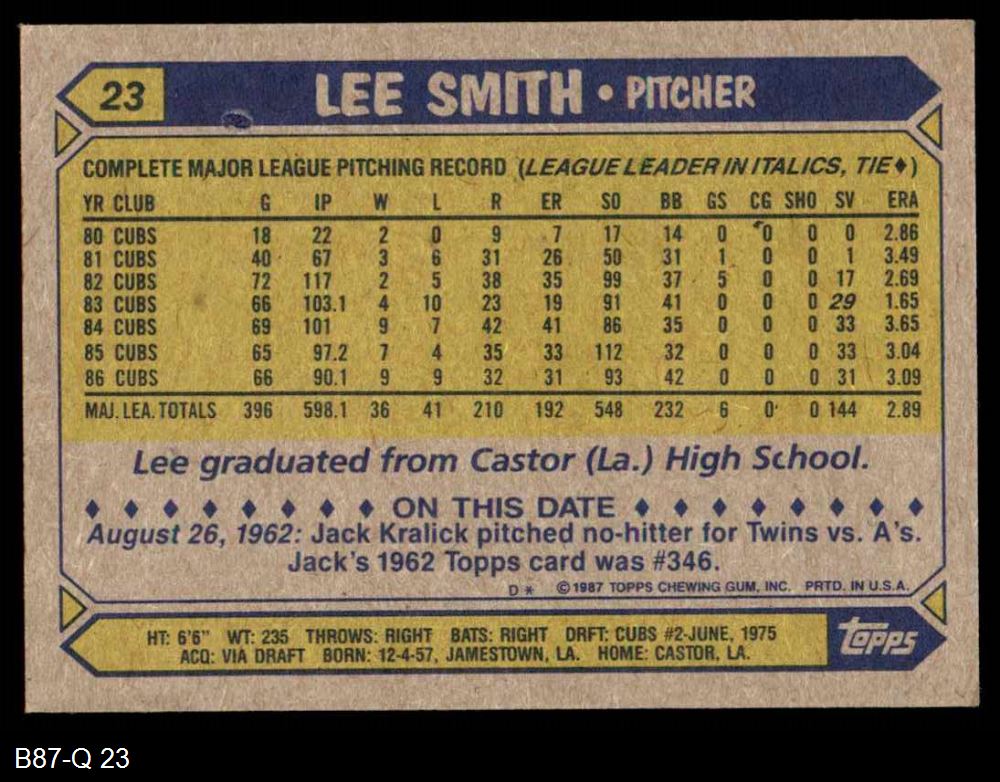 23 LEE SMITH • PITCHER
COMPLETE MAJOR LEAGUE PITCHING RECORD (LEAGUE LEADER IN ITALICS, TIE♦)
YR CLUB G IP W L R ER SO BB GS CG SHO SV ERA
80 CUBS 18 22 2 0 9 7 17 14 0 0 0 0 2.86
81 CUBS 40 67 3 6 31 26 50 31 1 0 0 1 3.49
82 CUBS 72 117 2 5 38 35 99 37 5 0 0 17 2.69
83 CUBS 66 103.1 4 10 23 19 91 41 0 0 0 29 1.65
84 CUBS 69 101 9 7 42 41 86 35 0 0 0 33 3.65
85 CUBS 65 97.2 7 4 35 33 112 32 0 0 0 33 3.04
86 CUBS 66 90.1 9 9 32 31 93 42 0 0 0 31 3.09
MAJ. LEA. TOTALS 396 598.1 36 41 210 192 548 232 6 0 0 144 2.89
Lee graduated from Castor (La.) High School.
♦ ♦ ♦ ♦ ♦ ♦ ♦ ♦ ON THIS DATE ♦ ♦ ♦ ♦ ♦ ♦ ♦ ♦
August 26, 1962: Jack Kralick pitched no-hitter for Twins vs. A's.
Jack's 1962 Topps card was #346.
D* ©1987 TOPPS CHEWING GUM, INC. PRTD. IN U.S.A.
HT: 6'6" WT: 235 THROWS: RIGHT BATS: RIGHT DRFT: CUBS #2-JUNE, 1975
ACQ: VIA DRAFT BORN: 12-4-57, JAMESTOWN, LA. HOME: CASTOR, LA.
topps
B87-Q 23